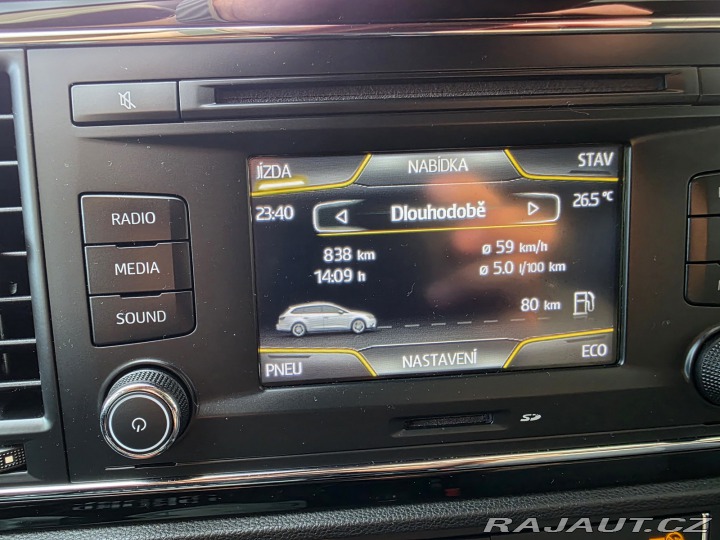 JÍZDA NABÍDKA STAV
23:40 Dlouhodobě 26.5 °C
838 km ø 59 km/h
14:09 h ø 5.0 l/100 km
80 km
PNEU NASTAVENÍ ECO
RADIO
MEDIA
SOUND
SD
RAJAUT.CZ